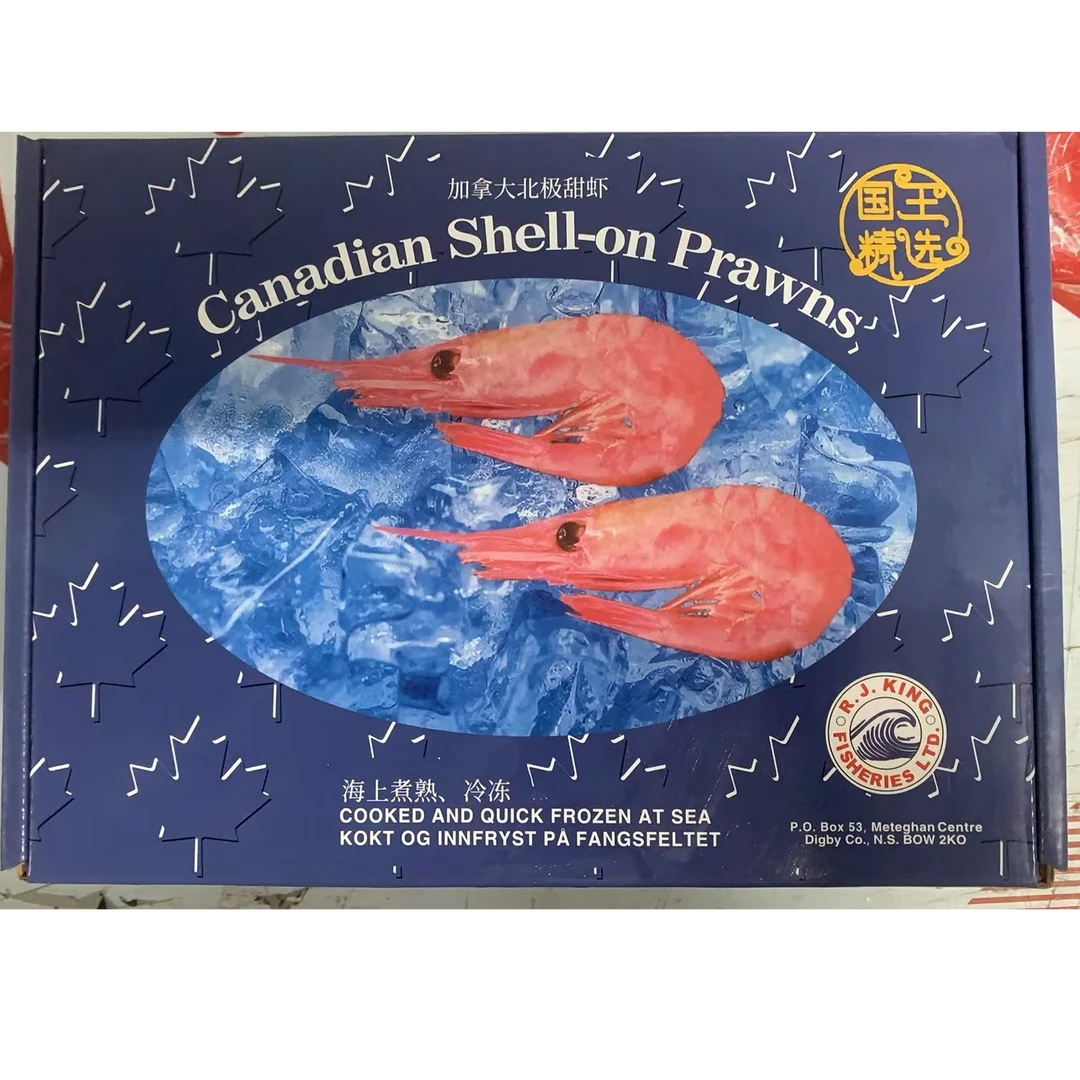 加拿大北极甜虾
Canadian Shell-on Prawns
国王
精选
R.J. KING
FISHERIES LTD.
海上煮熟、冷冻
COOKED AND QUICK FROZEN AT SEA
KOKT OG INNFRYST PÅ FANGSFELTET
P.O. Box 53, Meteghan Centre
Digby Co., N.S. BOW 2KO